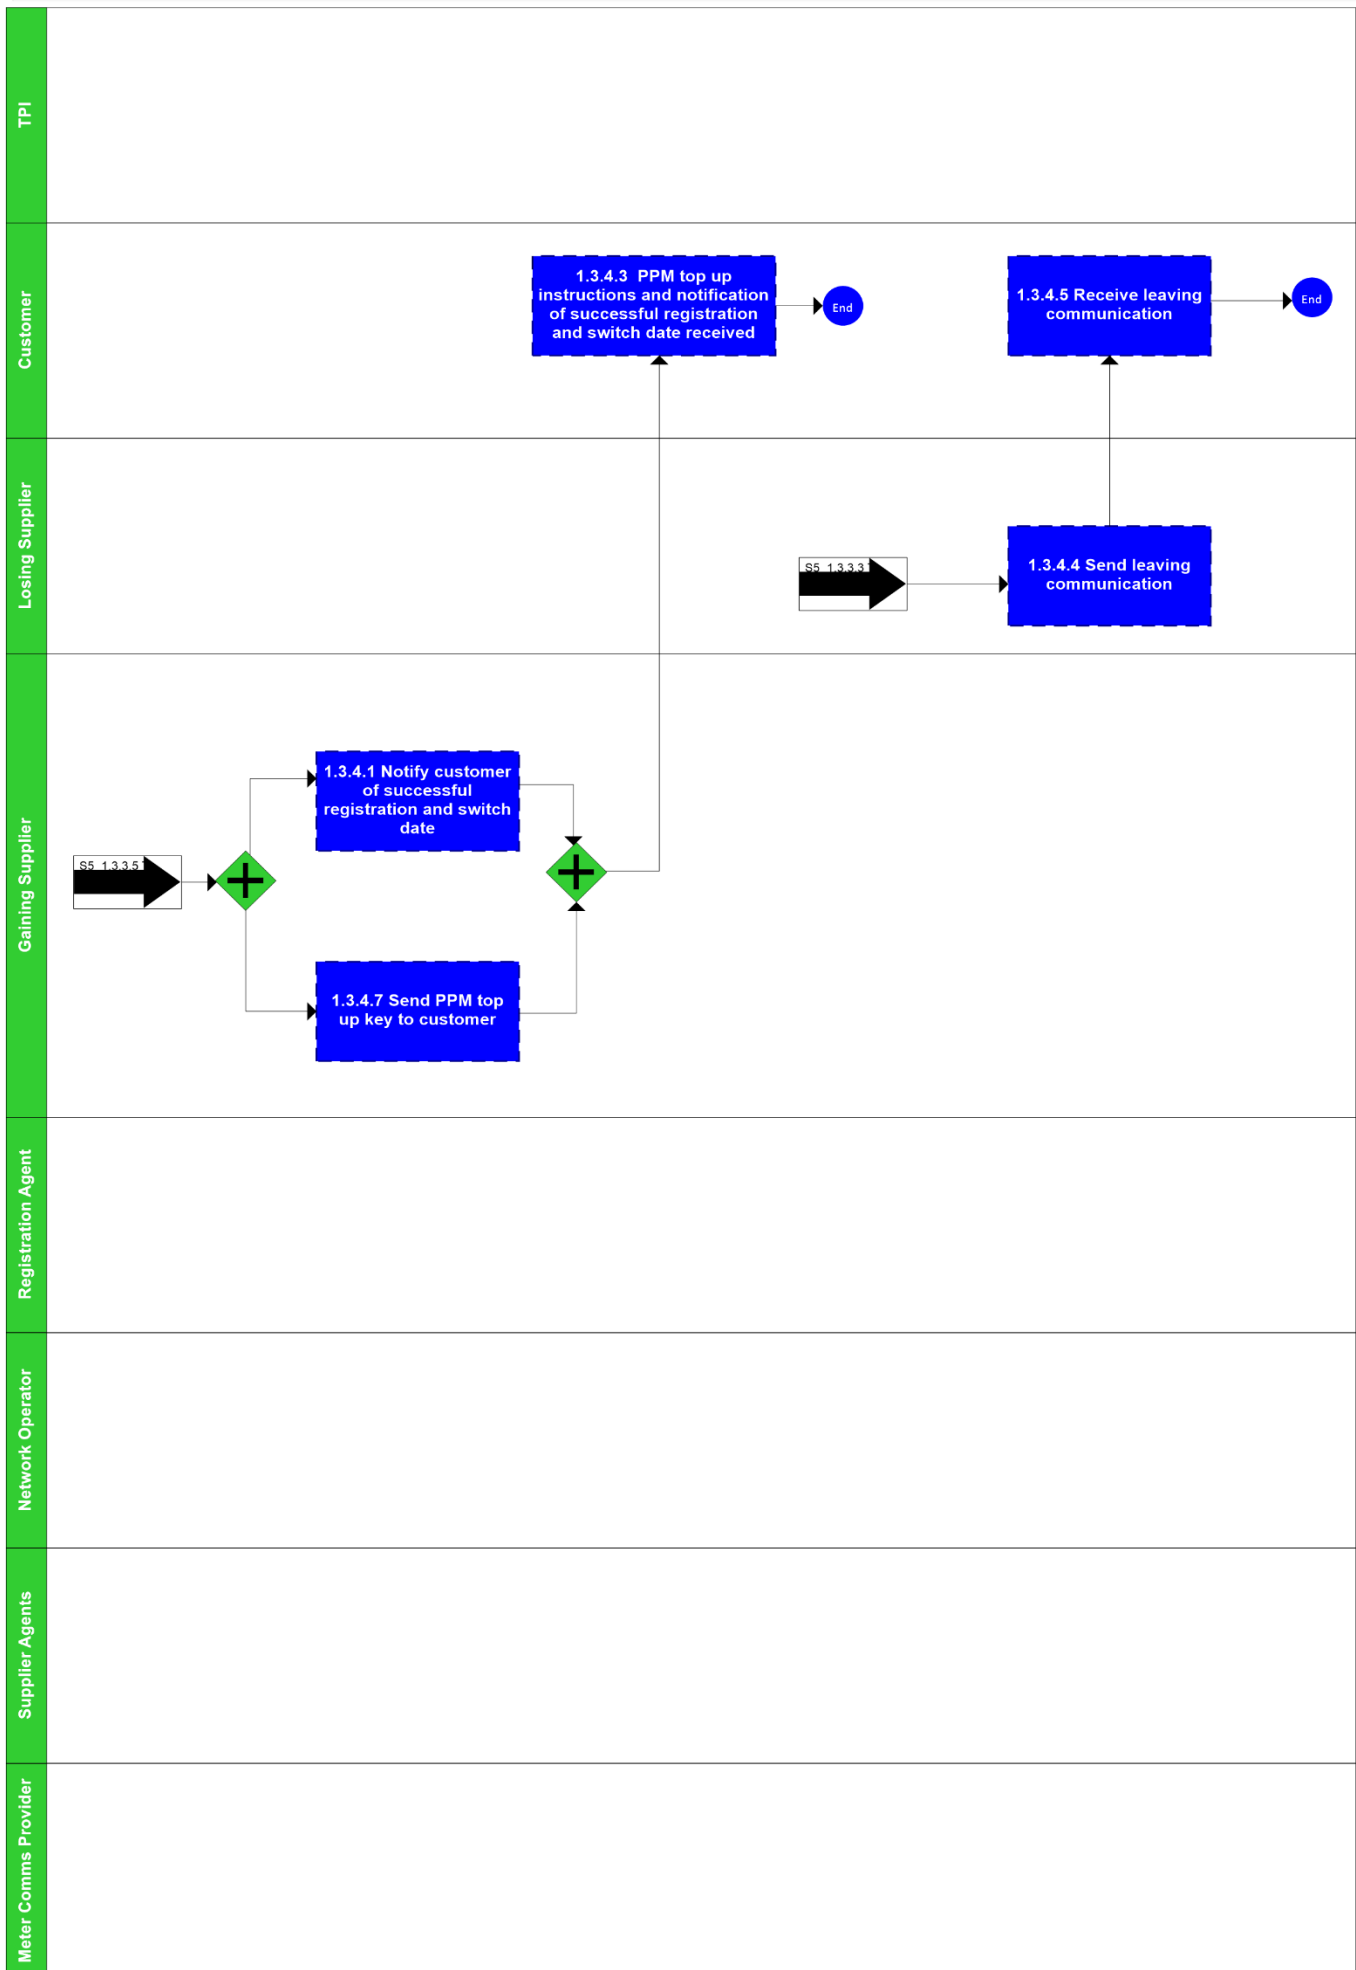 TPI
Customer
1.3.4.3 PPM top up
instructions and notification
of successful registration
and switch date received
End
1.3.4.5 Receive leaving
communication
End
Losing Supplier
S5 1.3.3.3
1.3.4.4 Send leaving
communication
Gaining Supplier
S5 1.3.3.5
1.3.4.1 Notify customer
of successful
registration and switch
date
1.3.4.7 Send PPM top
up key to customer
Registration Agent
Network Operator
Supplier Agents
Meter Comms Provider